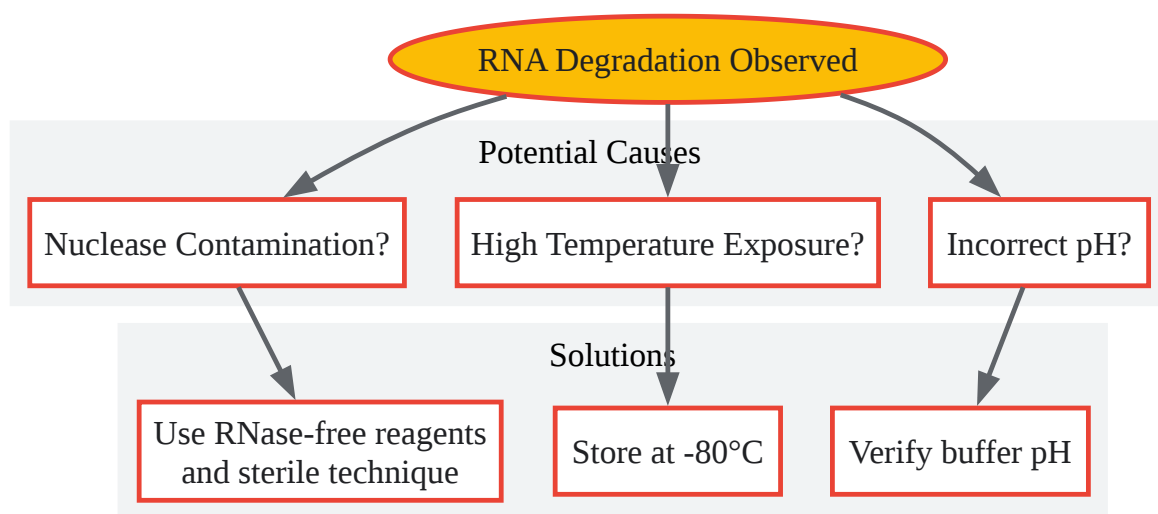 RNA Degradation Observed
Potential Causes
Nuclease Contamination?
High Temperature Exposure?
Incorrect pH?
Solutions
Use RNase-free reagents
and sterile technique
Store at -80°C
Verify buffer pH